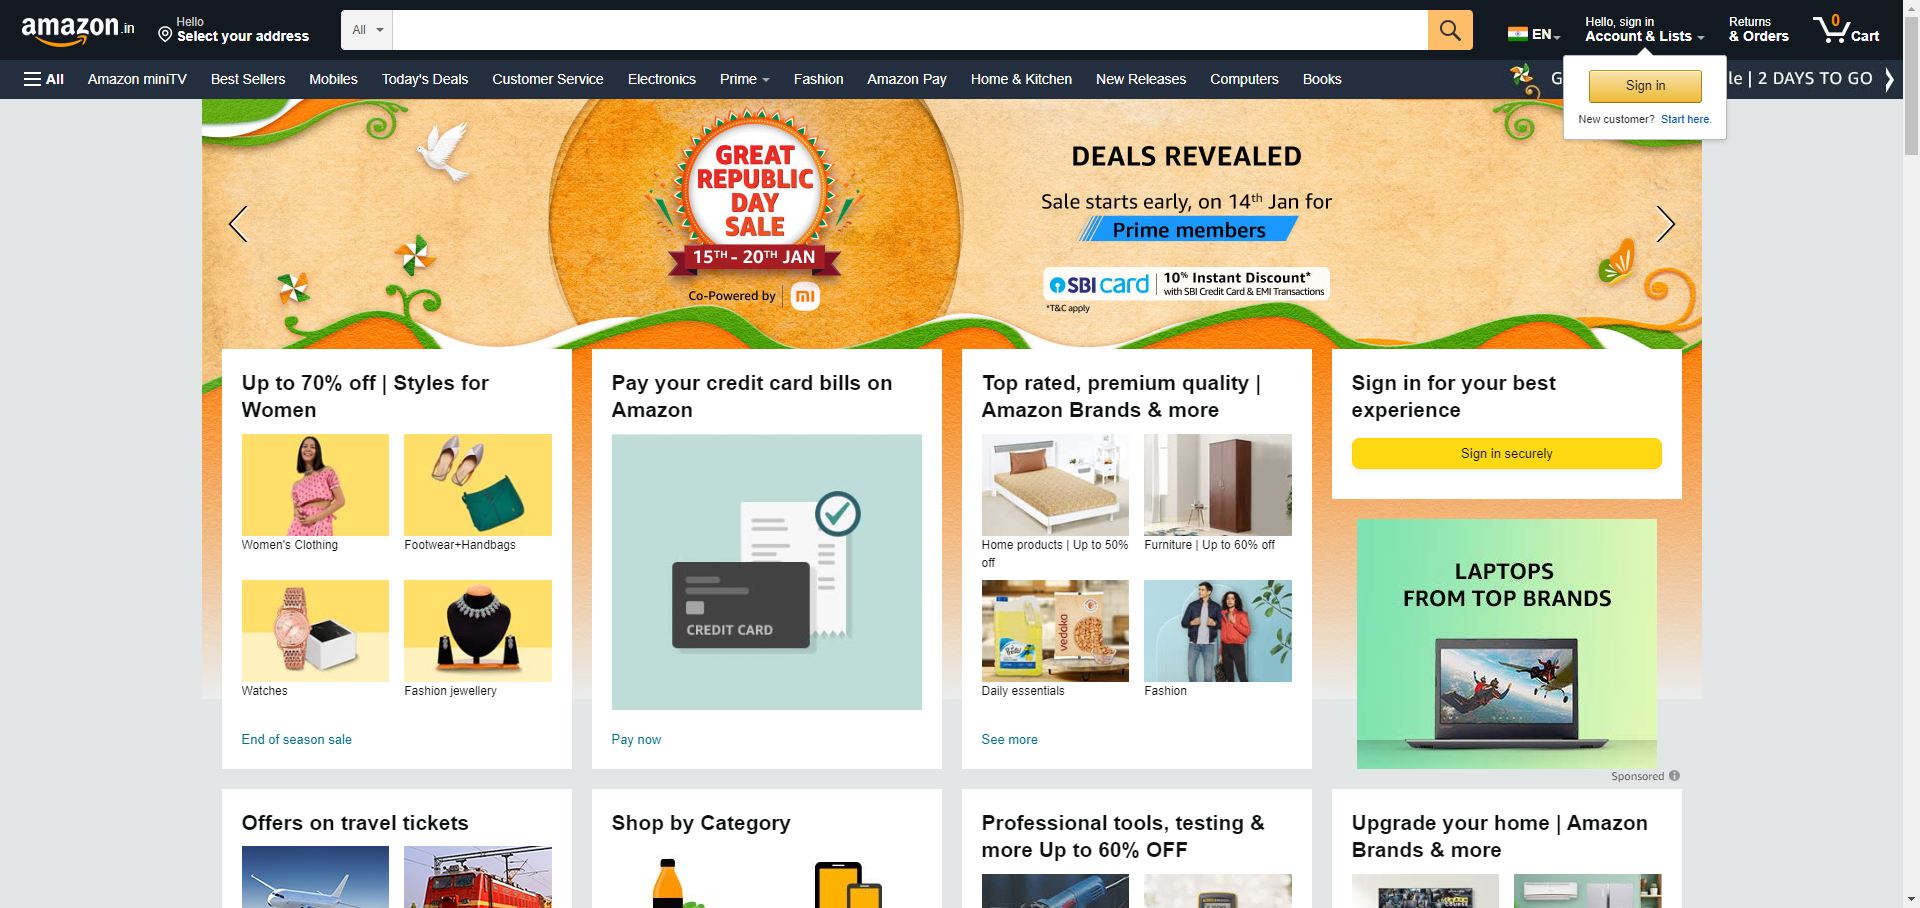 amazon.in
Hello
Select your address
All
EN
Hello, sign in
Account & Lists
Returns
& Orders
0
Cart
All
Amazon miniTV
Best Sellers
Mobiles
Today's Deals
Customer Service
Electronics
Prime
Fashion
Amazon Pay
Home & Kitchen
New Releases
Computers
Books
G
le | 2 DAYS TO GO
Sign in
New customer? Start here.
GREAT
REPUBLIC
DAY
SALE
15TH - 20TH JAN
Co-Powered by mi
DEALS REVEALED
Sale starts early, on 14th Jan for
Prime members
SBI card
10% Instant Discount*
with SBI Credit Card & EMI Transactions
*T&C apply
Up to 70% off | Styles for
Women
Women's Clothing
Footwear+Handbags
Watches
Fashion jewellery
End of season sale
Pay your credit card bills on
Amazon
CREDIT CARD
Pay now
Top rated, premium quality |
Amazon Brands & more
Home products | Up to 50%
off
Furniture | Up to 60% off
vedaka
Daily essentials
Fashion
See more
Sign in for your best
experience
Sign in securely
LAPTOPS
FROM TOP BRANDS
Sponsored
Offers on travel tickets
Shop by Category
Professional tools, testing &
more Up to 60% OFF
Upgrade your home | Amazon
Brands & more